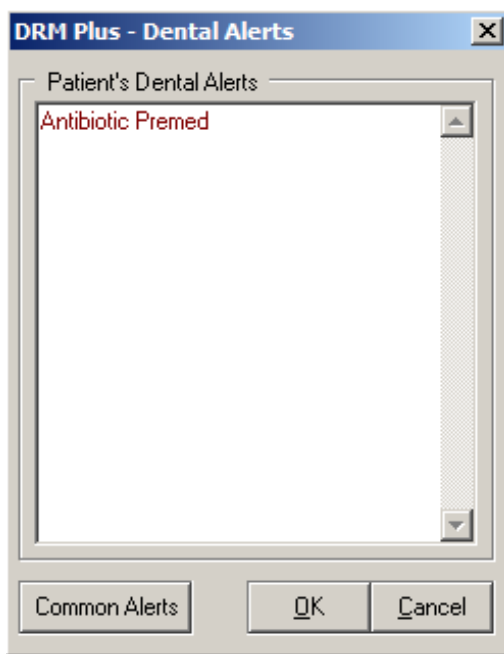 DRM Plus - Dental Alerts
Patient's Dental Alerts
Antibiotic Premed
Common Alerts OK Cancel